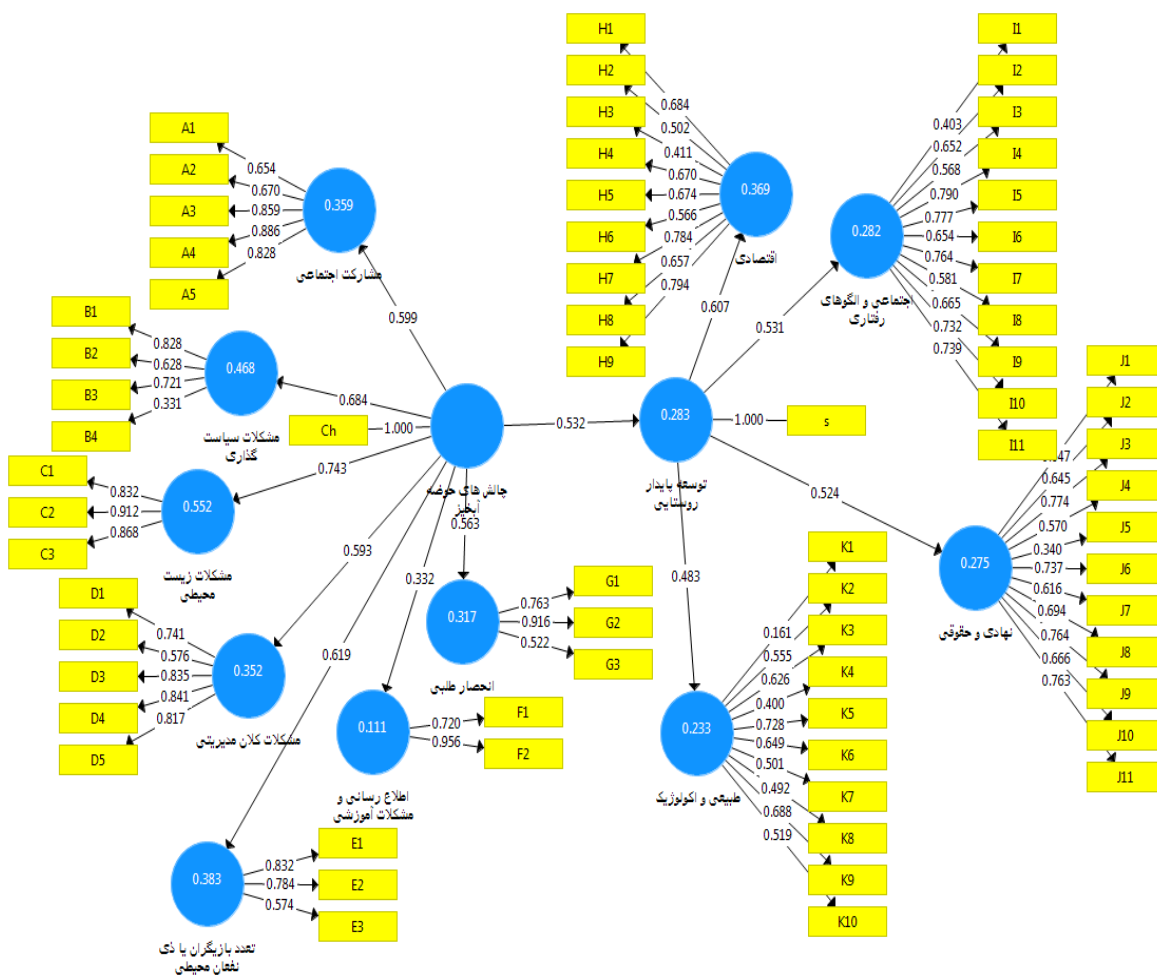 H1
H2
H3
H4
H5
H6
H7
H8
H9
0.684
0.502
0.411
0.670
0.674
0.566
0.784
0.657
0.794
0.369
اقتصادی
I1
I2
I3
I4
I5
I6
I7
I8
I9
I10
I11
0.403
0.652
0.568
0.790
0.777
0.654
0.764
0.581
0.665
0.732
0.739
0.282
اجتماعی و الگوهای
رفتاری
A1
A2
A3
A4
A5
0.654
0.670
0.859
0.886
0.828
0.359
مشارکت اجتماعی
0.599
0.607
0.531
B1
B2
B3
B4
0.828
0.628
0.721
0.331
0.468
مشکلات سیاست
گذاری
0.684
Ch
1.000
چالش های حوضه
آبخیز
0.532
0.283
توسعه پایدار
روستایی
1.000
s
C1
C2
C3
0.832
0.912
0.868
0.552
مشکلات زیست
محیطی
0.743
0.593
0.332
0.563
0.619
0.483
0.524
J1
J2
J3
J4
J5
J6
J7
J8
J9
J10
J11
0.645
0.774
0.570
0.340
0.737
0.616
0.694
0.764
0.666
0.763
0.275
نهادی و حقوقی
D1
D2
D3
D4
D5
0.741
0.576
0.835
0.841
0.817
0.352
مشکلات کلان مدیریتی
G1
G2
G3
0.763
0.916
0.522
0.317
انحصار طلبی
F1
F2
0.720
0.956
0.111
اطلاع رسانی و
مشکلات آموزشی
K1
K2
K3
K4
K5
K6
K7
K8
K9
K10
0.161
0.555
0.626
0.400
0.728
0.649
0.501
0.492
0.688
0.519
0.233
طبیعی و اکولوژیک
E1
E2
E3
0.832
0.784
0.574
0.383
تعدد بازیگران یا ذی
نفعان محیطی